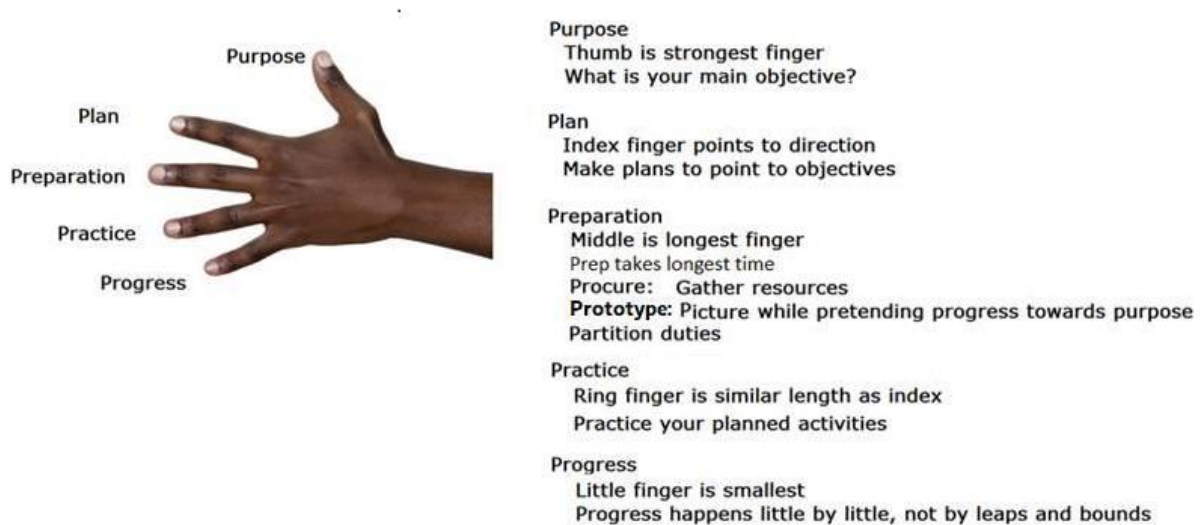 Purpose
Plan
Preparation
Practice
Progress
Purpose
Thumb is strongest finger
What is your main objective?
Plan
Index finger points to direction
Make plans to point to objectives
Preparation
Middle is longest finger
Prep takes longest time
Procure: Gather resources
Prototype: Picture while pretending progress towards purpose
Partition duties
Practice
Ring finger is similar length as index
Practice your planned activities
Progress
Little finger is smallest
Progress happens little by little, not by leaps and bounds